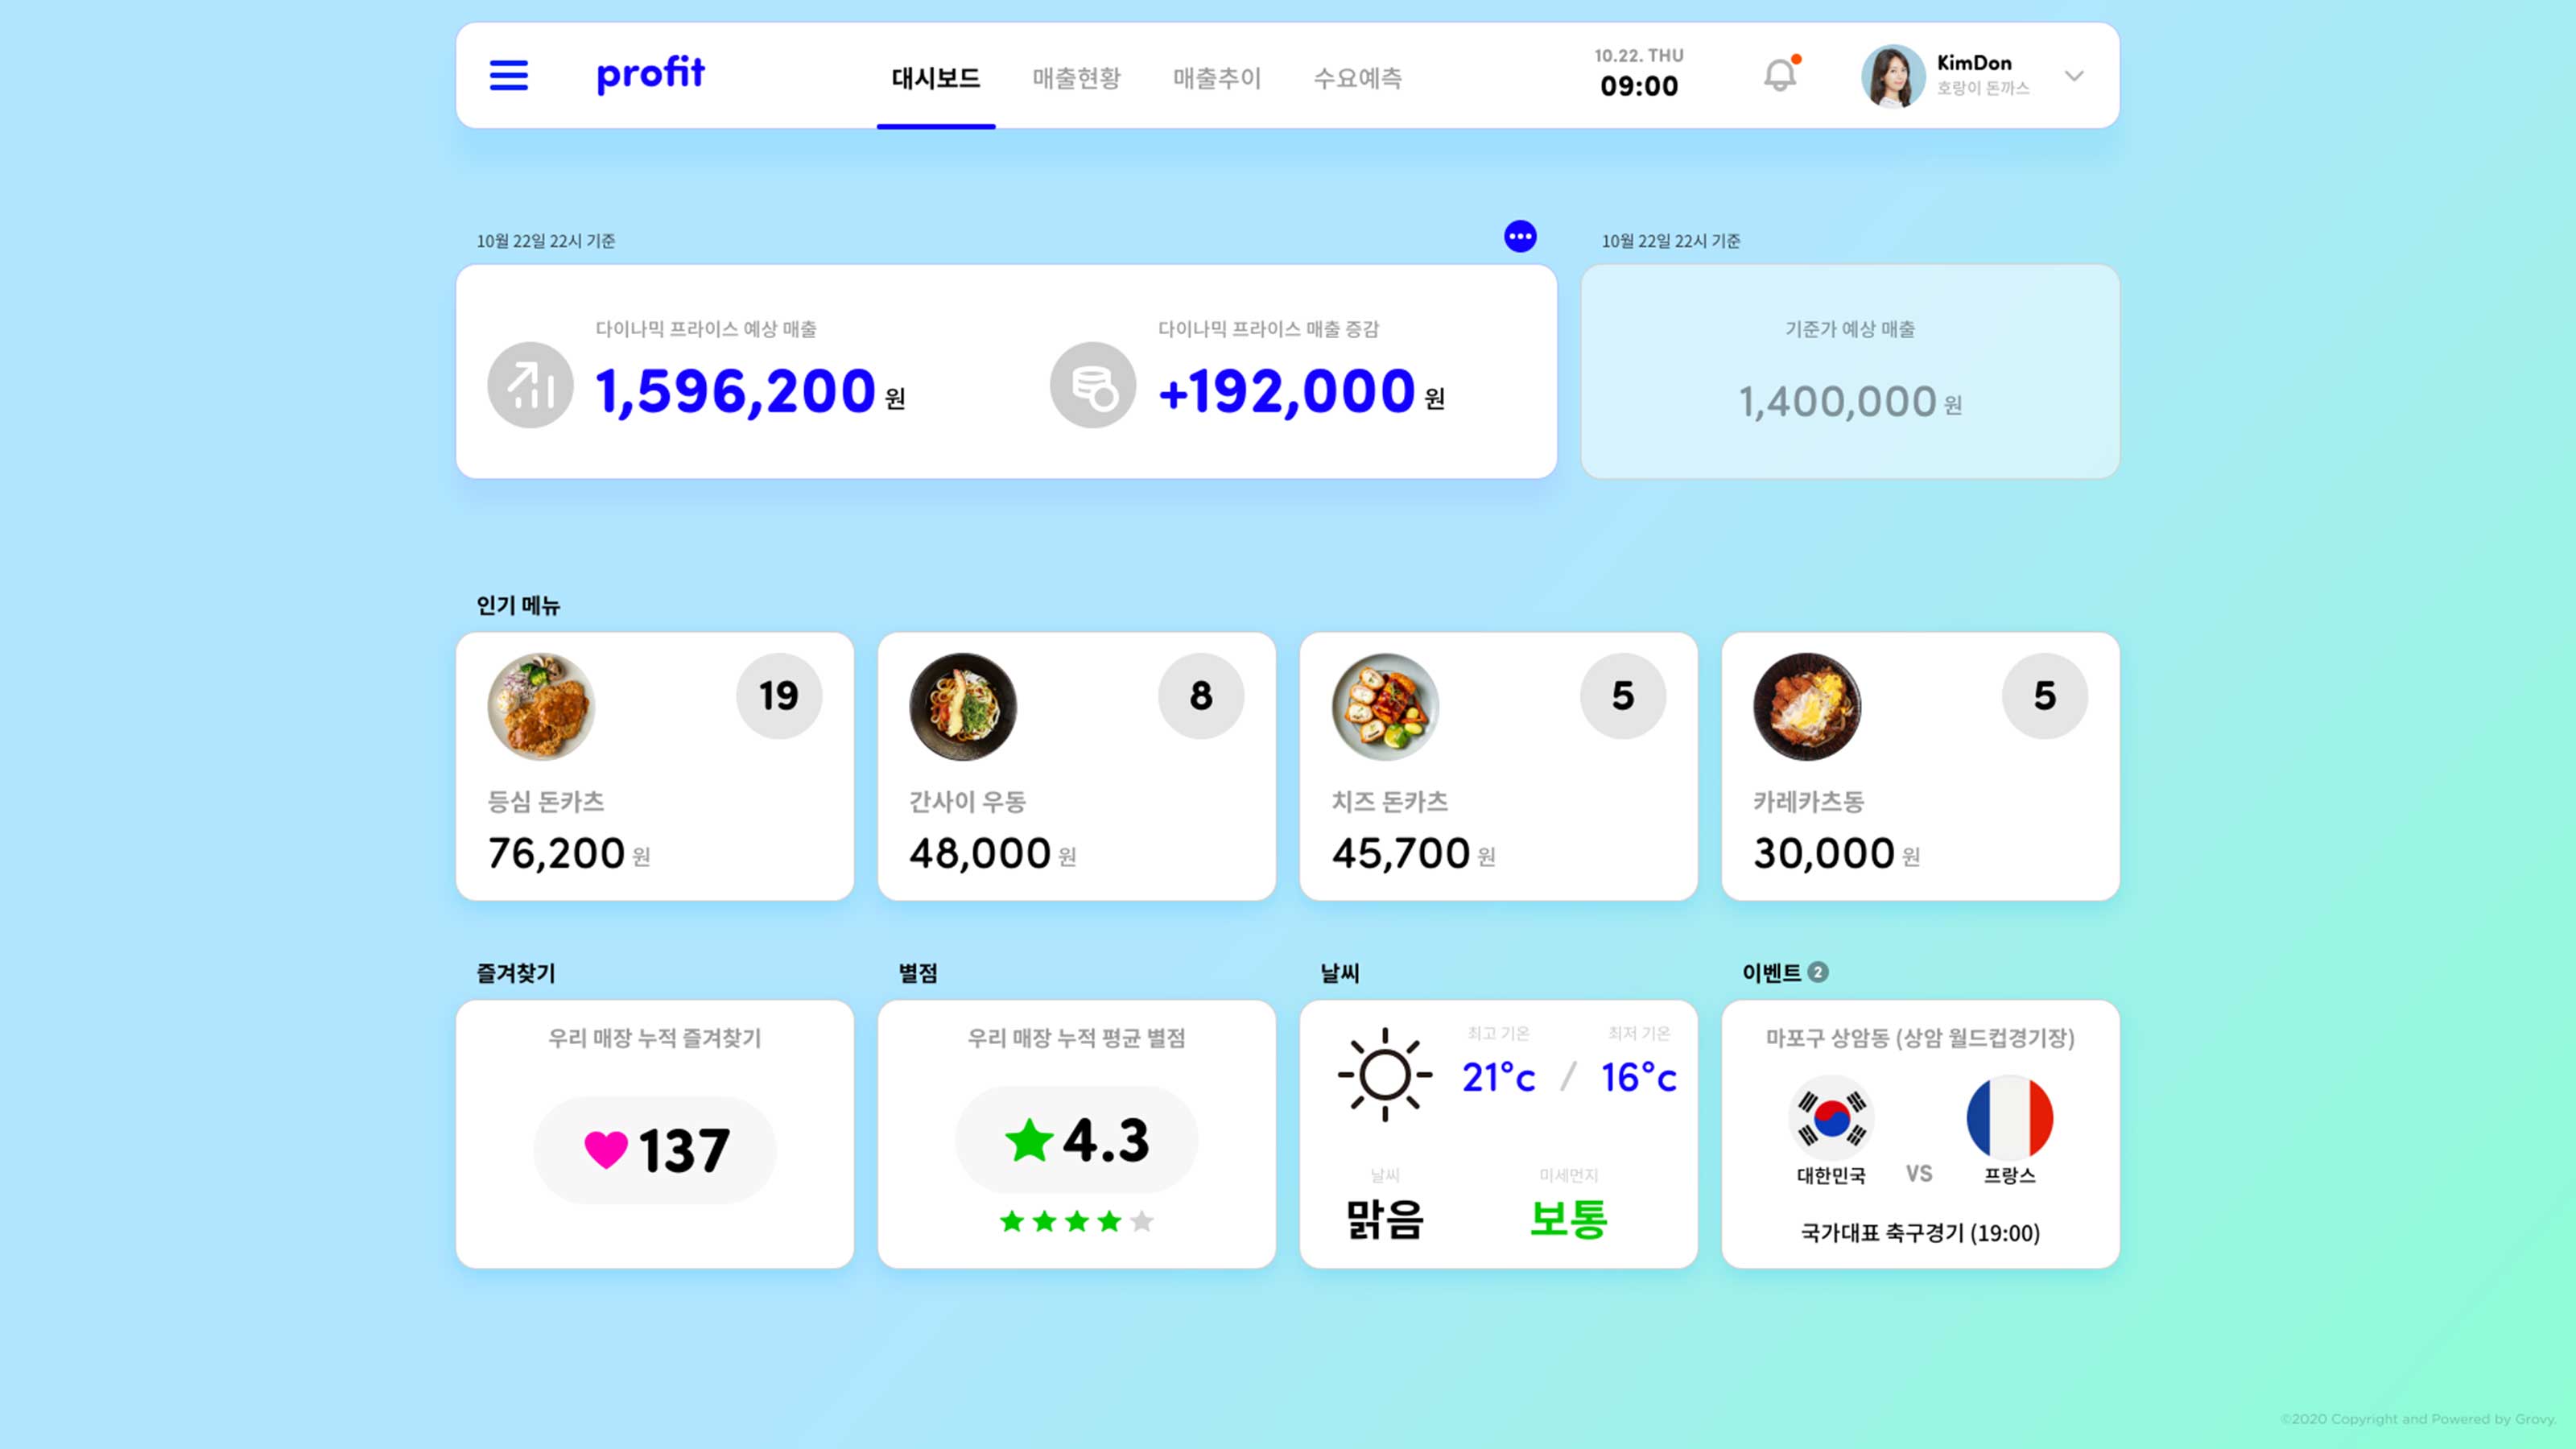 profit
대시보드
매출현황
매출추이
수요예측
10.22. THU
09:00
KimDon
호랑이 돈까스
10월 22일 22시 기준
다이나믹 프라이스 예상 매출
1,596,200 원
다이나믹 프라이스 매출 증감
+192,000 원
10월 22일 22시 기준
기준가 예상 매출
1,400,000 원
인기 메뉴
19
등심 돈카츠
76,200 원
8
간사이 우동
48,000 원
5
치즈 돈카츠
45,700 원
5
카레카츠동
30,000 원
즐겨찾기
우리 매장 누적 즐겨찾기
137
별점
우리 매장 누적 평균 별점
4.3
날씨
최고 기온
최저 기온
21°c / 16°c
날씨
맑음
미세먼지
보통
이벤트 2
마포구 상암동 (상암 월드컵경기장)
대한민국 VS 프랑스
국가대표 축구경기 (19:00)
©2020 Copyright and Powered by Grovy.